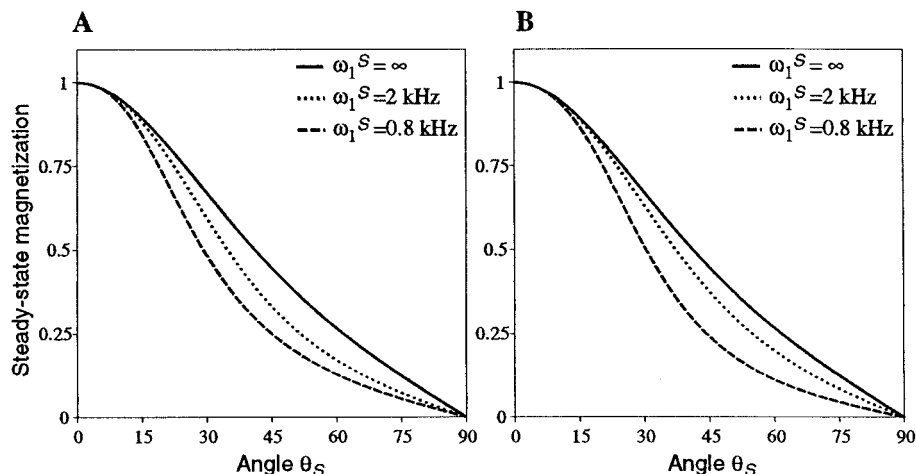 A
ω₁ˢ = ∞
ω₁ˢ=2 kHz
ω₁ˢ=0.8 kHz
Steady-state magnetization
1
0.75
0.5
0.25
0
0 15 30 45 60 75 90
Angle θₛ
B
ω₁ˢ = ∞
ω₁ˢ=2 kHz
ω₁ˢ=0.8 kHz
1
0.75
0.5
0.25
0
0 15 30 45 60 75 90
Angle θₛ